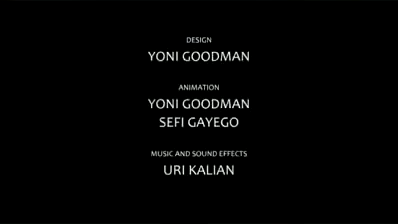 DESIGN
YONI GOODMAN
ANIMATION
YONI GOODMAN
SEFI GAYEGO
MUSIC AND SOUND EFFECTS
URI KALIAN